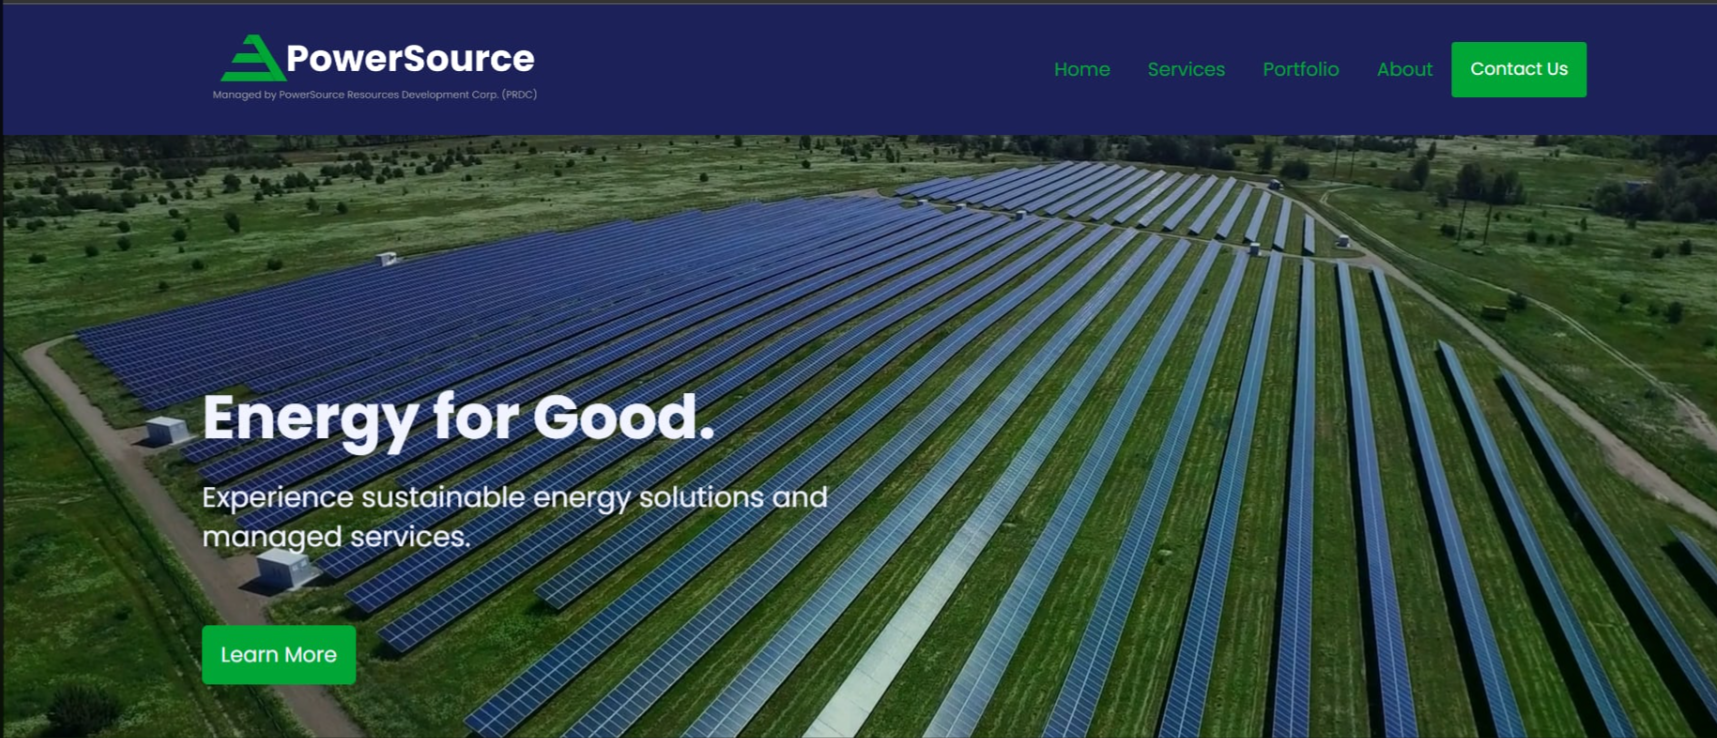 PowerSource
Managed by PowerSource Resources Development Corp. (PRDC)
Home Services Portfolio About Contact Us
Energy for Good.
Experience sustainable energy solutions and
managed services.
Learn More